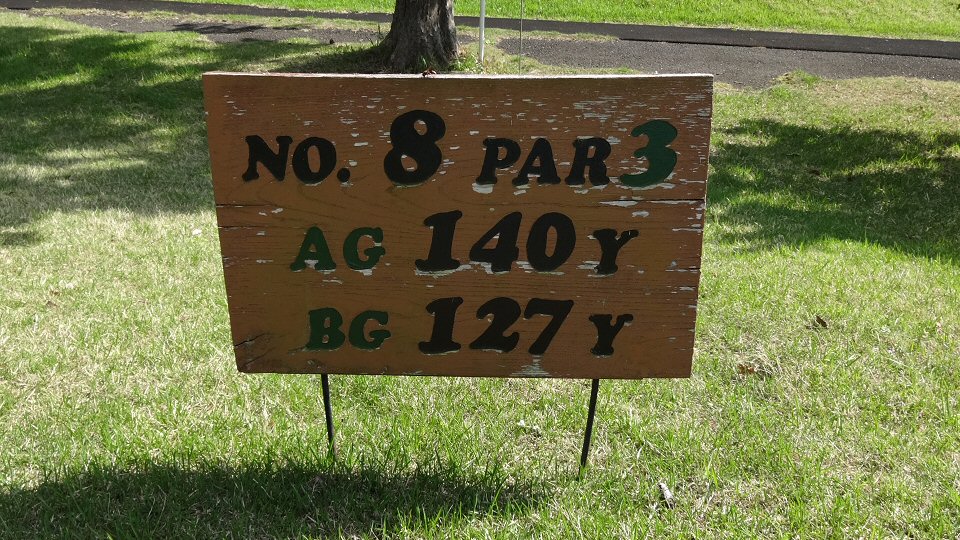 NO. 8 PAR 3
AG 140 Y
BG 127 Y